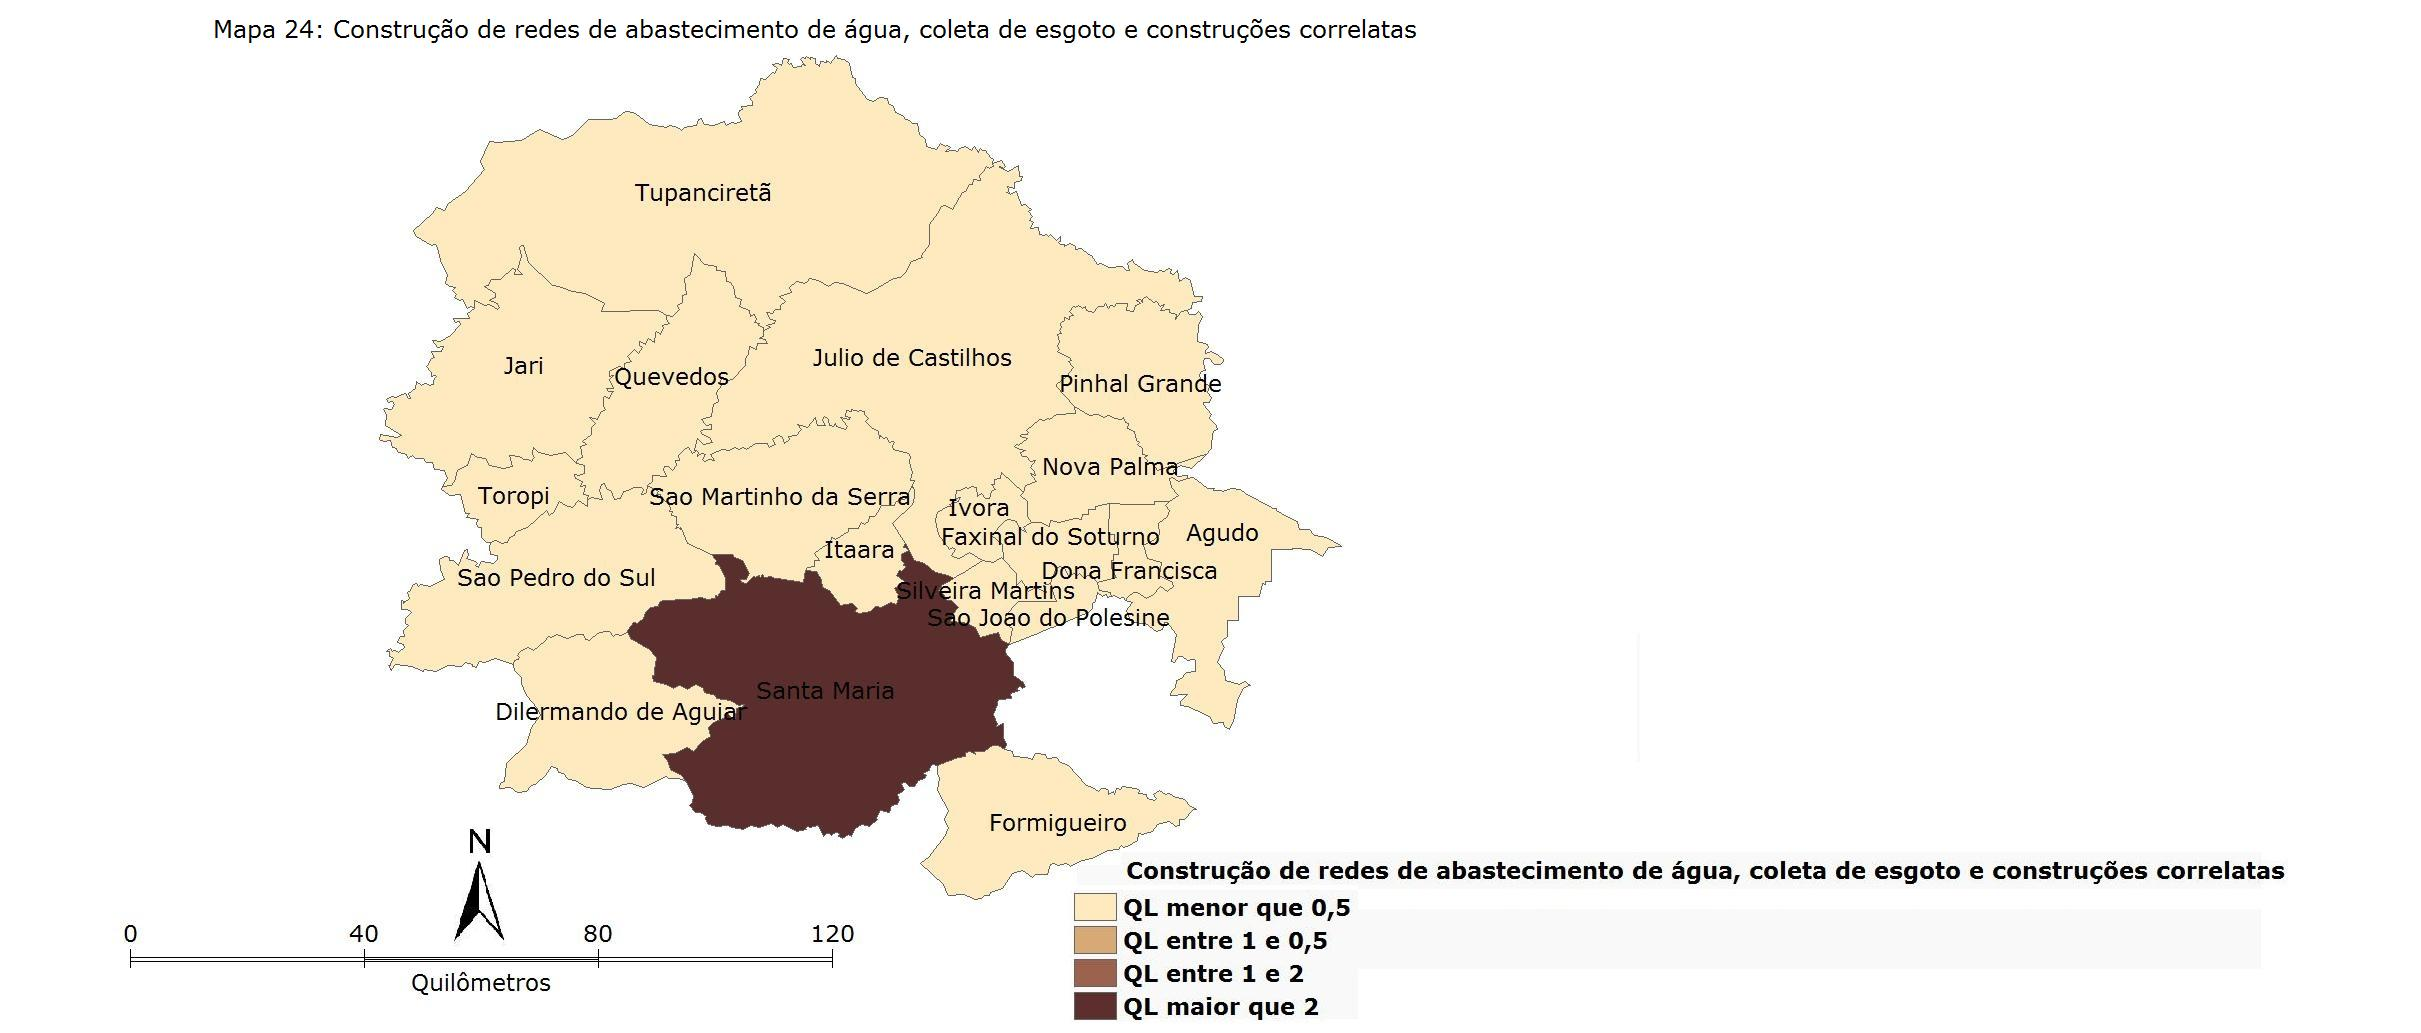 Mapa 24: Construção de redes de abastecimento de água, coleta de esgoto e construções correlatas
Tupanciretã
Jari
Quevedos
Julio de Castilhos
Pinhal Grande
Nova Palma
Toropi
Sao Martinho da Serra
Ivora
Faxinal do Soturno
Agudo
Itaara
Sao Pedro do Sul
Dona Francisca
Silveira Martins
Sao Joao do Polesine
Santa Maria
Dilermando de Aguiar
Formigueiro
N
0 40 80 120
Quilômetros
Construção de redes de abastecimento de água, coleta de esgoto e construções correlatas
QL menor que 0,5
QL entre 1 e 0,5
QL entre 1 e 2
QL maior que 2